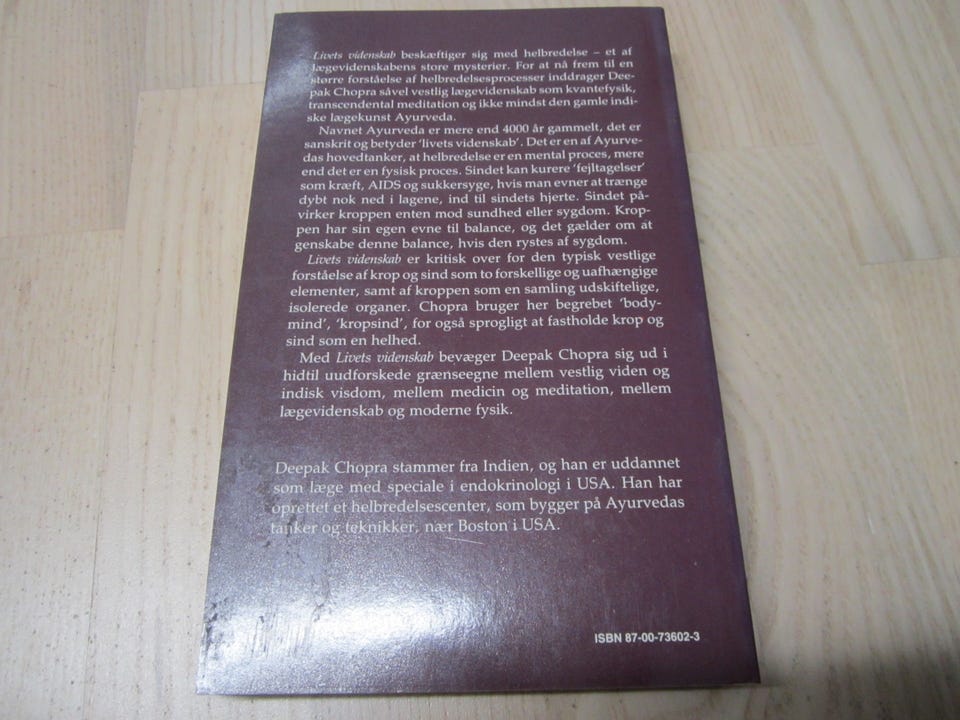 Livets videnskab beskæftiger sig med helbredelse – et af
lægevidenskabens store mysterier. For at nå frem til en
større forståelse af helbredelsesprocesser inddrager Dee-
pak Chopra såvel vestlig lægevidenskab som kvantefysik,
transcendental meditation og ikke mindst den gamle indi-
ske lægekunst Ayurveda.
Navnet Ayurveda er mere end 4000 år gammelt, det er
sanskrit og betyder 'livets videnskab'. Det er en af Ayurve-
das hovedtanker, at helbredelse er en mental proces, mere
end det er en fysisk proces. Sindet kan kurere 'fejltagelser'
som kræft, AIDS og sukkersyge, hvis man evner at trænge
dybt nok ned i lagene, ind til sindets hjerte. Sindet på-
virker kroppen enten mod sundhed eller sygdom. Krop-
pen har sin egen evne til balance, og det gælder om at
genskabe denne balance, hvis den rystes af sygdom.
Livets videnskab er kritisk over for den typisk vestlige
forståelse af krop og sind som to forskellige og uafhængige
elementer, samt af kroppen som en samling udskiftelige,
isolerede organer. Chopra bruger her begrebet 'body-
mind', 'kropsind', for også sprogligt at fastholde krop og
sind som en helhed.
Med Livets videnskab bevæger Deepak Chopra sig ud i
hidtil uudforskede grænseegne mellem vestlig viden og
indisk visdom, mellem medicin og meditation, mellem
lægevidenskab og moderne fysik.
Deepak Chopra stammer fra Indien, og han er uddannet
som læge med speciale i endokrinologi i USA. Han har
oprettet et helbredelsescenter, som bygger på Ayurvedas
tanker og teknikker, nær Boston i USA.
ISBN 87-00-73602-3